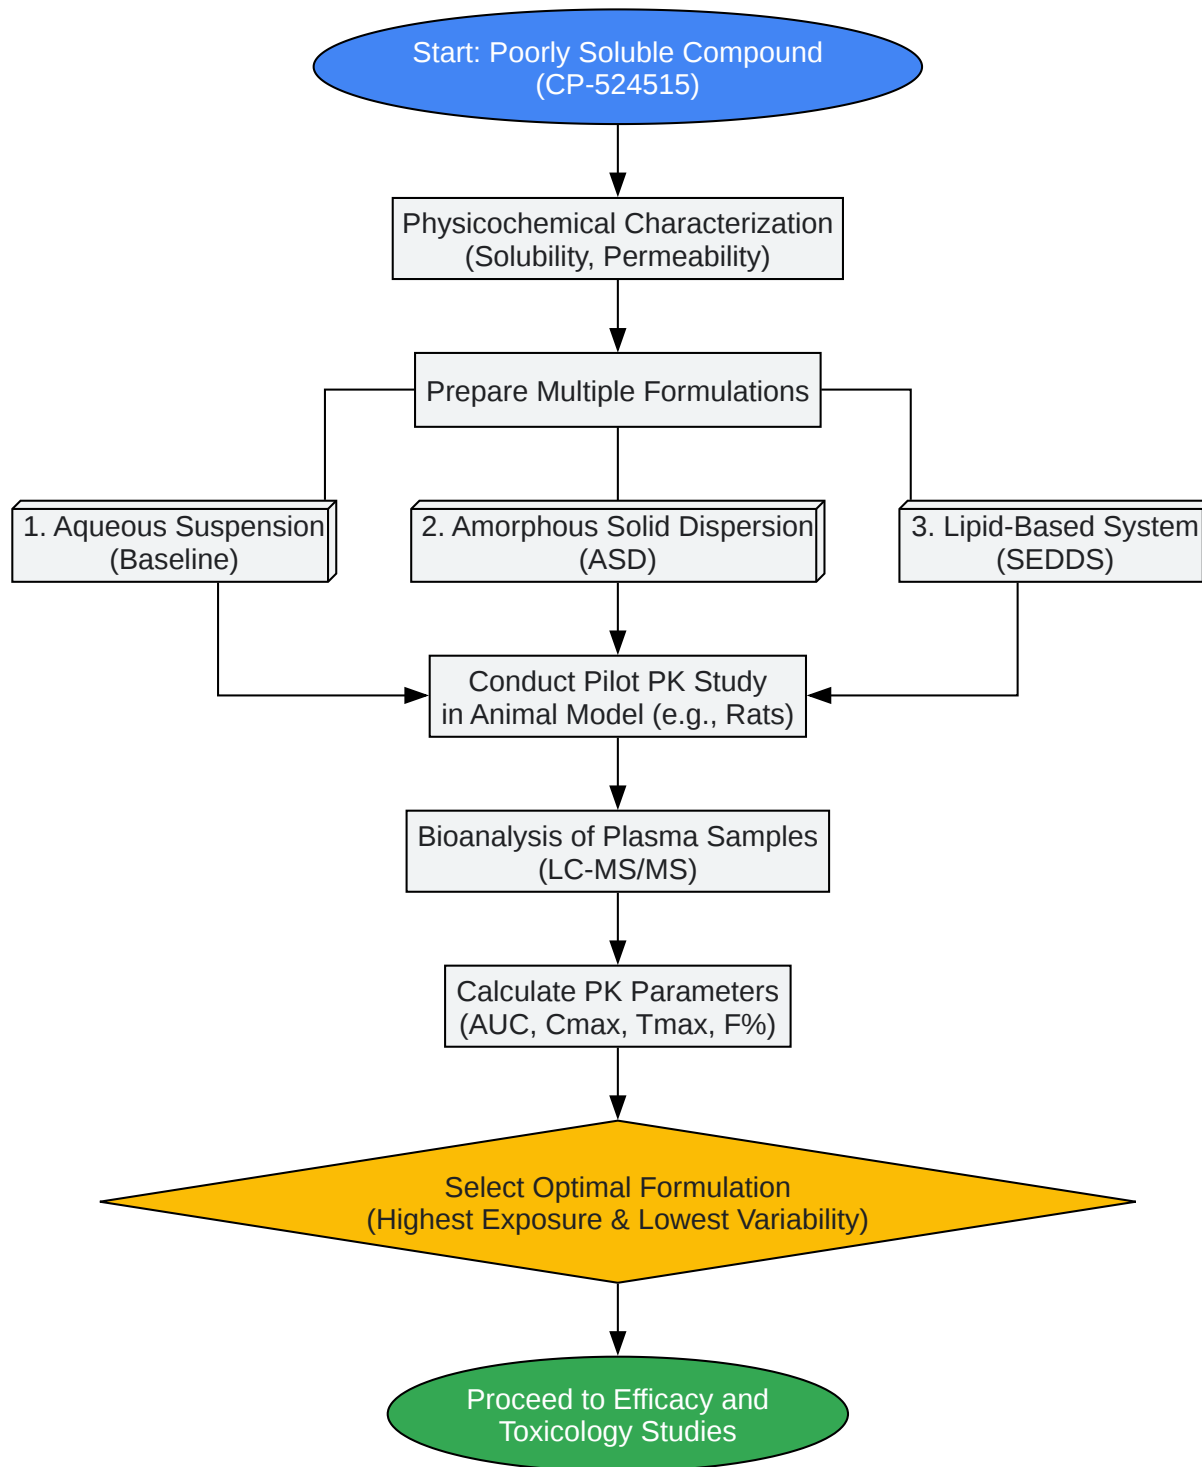 Start: Poorly Soluble Compound
(CP-524515)
Physicochemical Characterization
(Solubility, Permeability)
Prepare Multiple Formulations
1. Aqueous Suspension
(Baseline)
2. Amorphous Solid Dispersion
(ASD)
3. Lipid-Based System
(SEDDS)
Conduct Pilot PK Study
in Animal Model (e.g., Rats)
Bioanalysis of Plasma Samples
(LC-MS/MS)
Calculate PK Parameters
(AUC, Cmax, Tmax, F%)
Select Optimal Formulation
(Highest Exposure & Lowest Variability)
Proceed to Efficacy and
Toxicology Studies